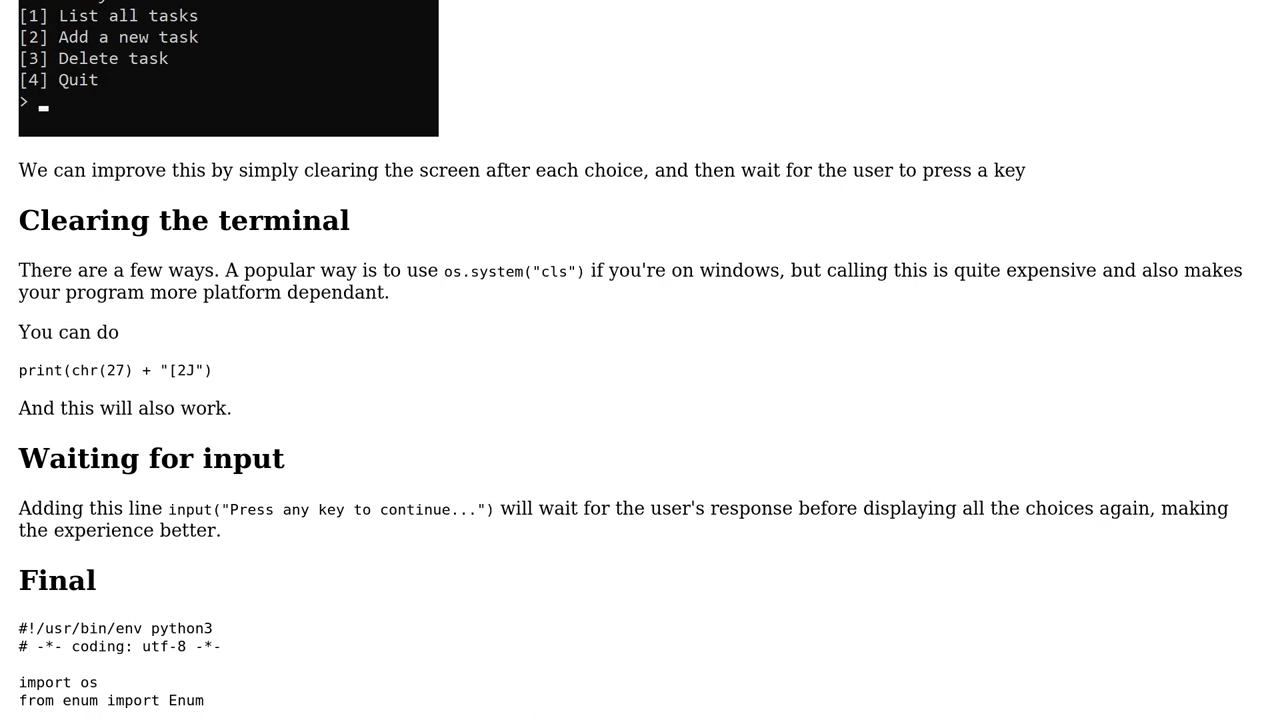 [1] List all tasks
[2] Add a new task
[3] Delete task
[4] Quit
>
We can improve this by simply clearing the screen after each choice, and then wait for the user to press a key
Clearing the terminal
There are a few ways. A popular way is to use os.system("cls") if you're on windows, but calling this is quite expensive and also makes
your program more platform dependant.
You can do
print(chr(27) + "[2J")
And this will also work.
Waiting for input
Adding this line input("Press any key to continue...") will wait for the user's response before displaying all the choices again, making
the experience better.
Final
#!/usr/bin/env python3
# -*- coding: utf-8 -*-
import os
from enum import Enum